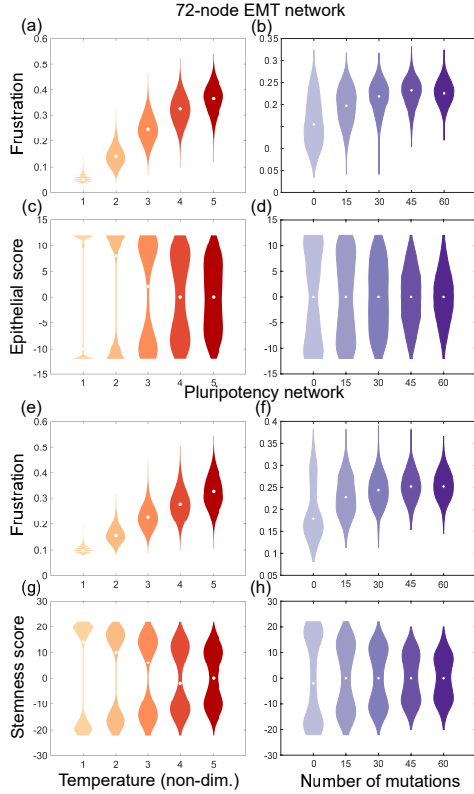 72-node EMT network
(a)
(b)
Frustration
0.6
0.5
0.4
0.3
0.2
0.1
0
1 2 3 4 5
0.35
0.3
0.2
0.
0.05
0 15 30 45 60
(c)
(d)
Epithelial score
15
10
5
0
-5
-10
-15
1 2 3 4 5
15
10
5
0
-5
-10
-15
0 15 30 45 60
Pluripotency network
(e)
(f)
Frustration
0.6
0.5
0.4
0.3
0.2
0.1
0
1 2 3 4 5
0.4
0.35
0.3
0.25
0.2
0.15
0.1
0.05
0 15 30 45 60
(g)
(h)
Stemness score
30
20
10
0
-10
-20
-30
1 2 3 4 5
30
20
10
0
-10
-20
-30
0 15 30 45 60
Temperature (non-dim.)
Number of mutations